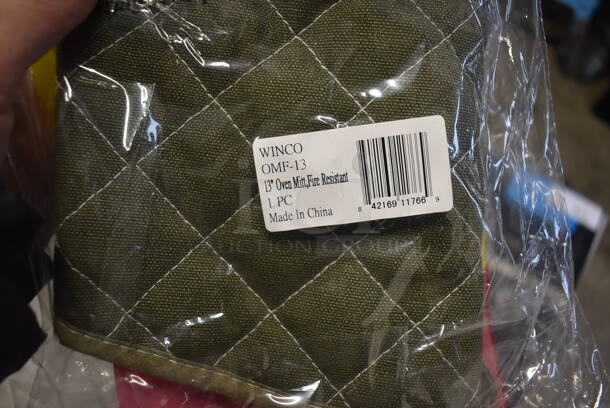 WINCO
OMF-13
13" Oven Mitt,Fire Resistant
1 PC
Made In China
8 42169 11766 9